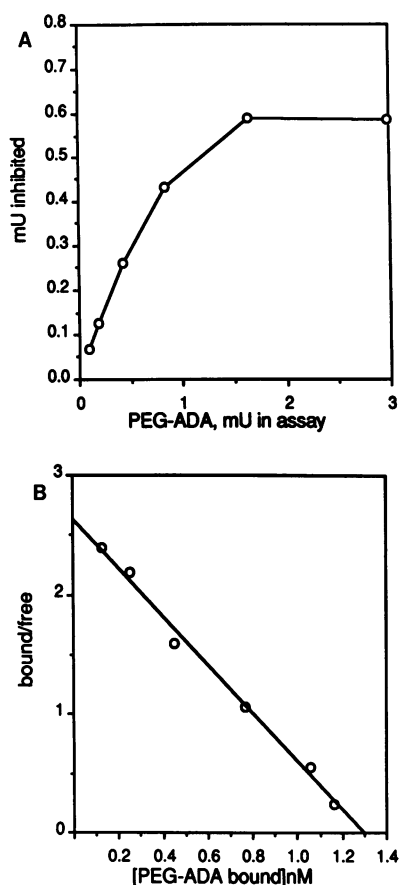 A
0.8
0.7
0.6
0.5
0.4
0.3
0.2
0.1
0.0
mU inhibited
0 1 2 3
PEG-ADA, mU in assay
B
3
2
1
0
bound/free
0.2 0.4 0.6 0.8 1.0 1.2 1.4
[PEG-ADA bound]nM